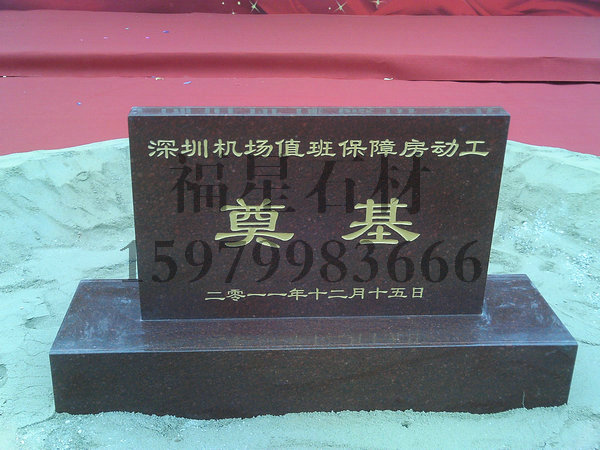 深圳机场值班保障房动工
福星石材
奠基
15979983666
二零一一年十二月十五日